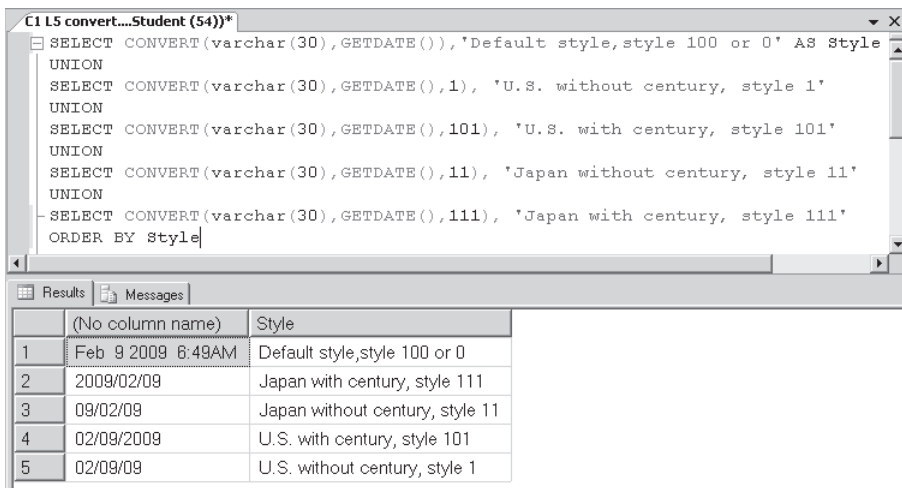 C1 L5 convert....Student (54))*
SELECT CONVERT(varchar(30),GETDATE()),'Default style,style 100 or 0' AS Style
UNION
SELECT CONVERT(varchar(30),GETDATE(),1), 'U.S. without century, style 1'
UNION
SELECT CONVERT(varchar(30),GETDATE(),101), 'U.S. with century, style 101'
UNION
SELECT CONVERT(varchar(30),GETDATE(),11), 'Japan without century, style 11'
UNION
SELECT CONVERT(varchar(30),GETDATE(),111), 'Japan with century, style 111'
ORDER BY Style
Results Messages
(No column name) Style
1 Feb 9 2009 6:49AM Default style,style 100 or 0
2 2009/02/09 Japan with century, style 111
3 09/02/09 Japan without century, style 11
4 02/09/2009 U.S. with century, style 101
5 02/09/09 U.S. without century, style 1